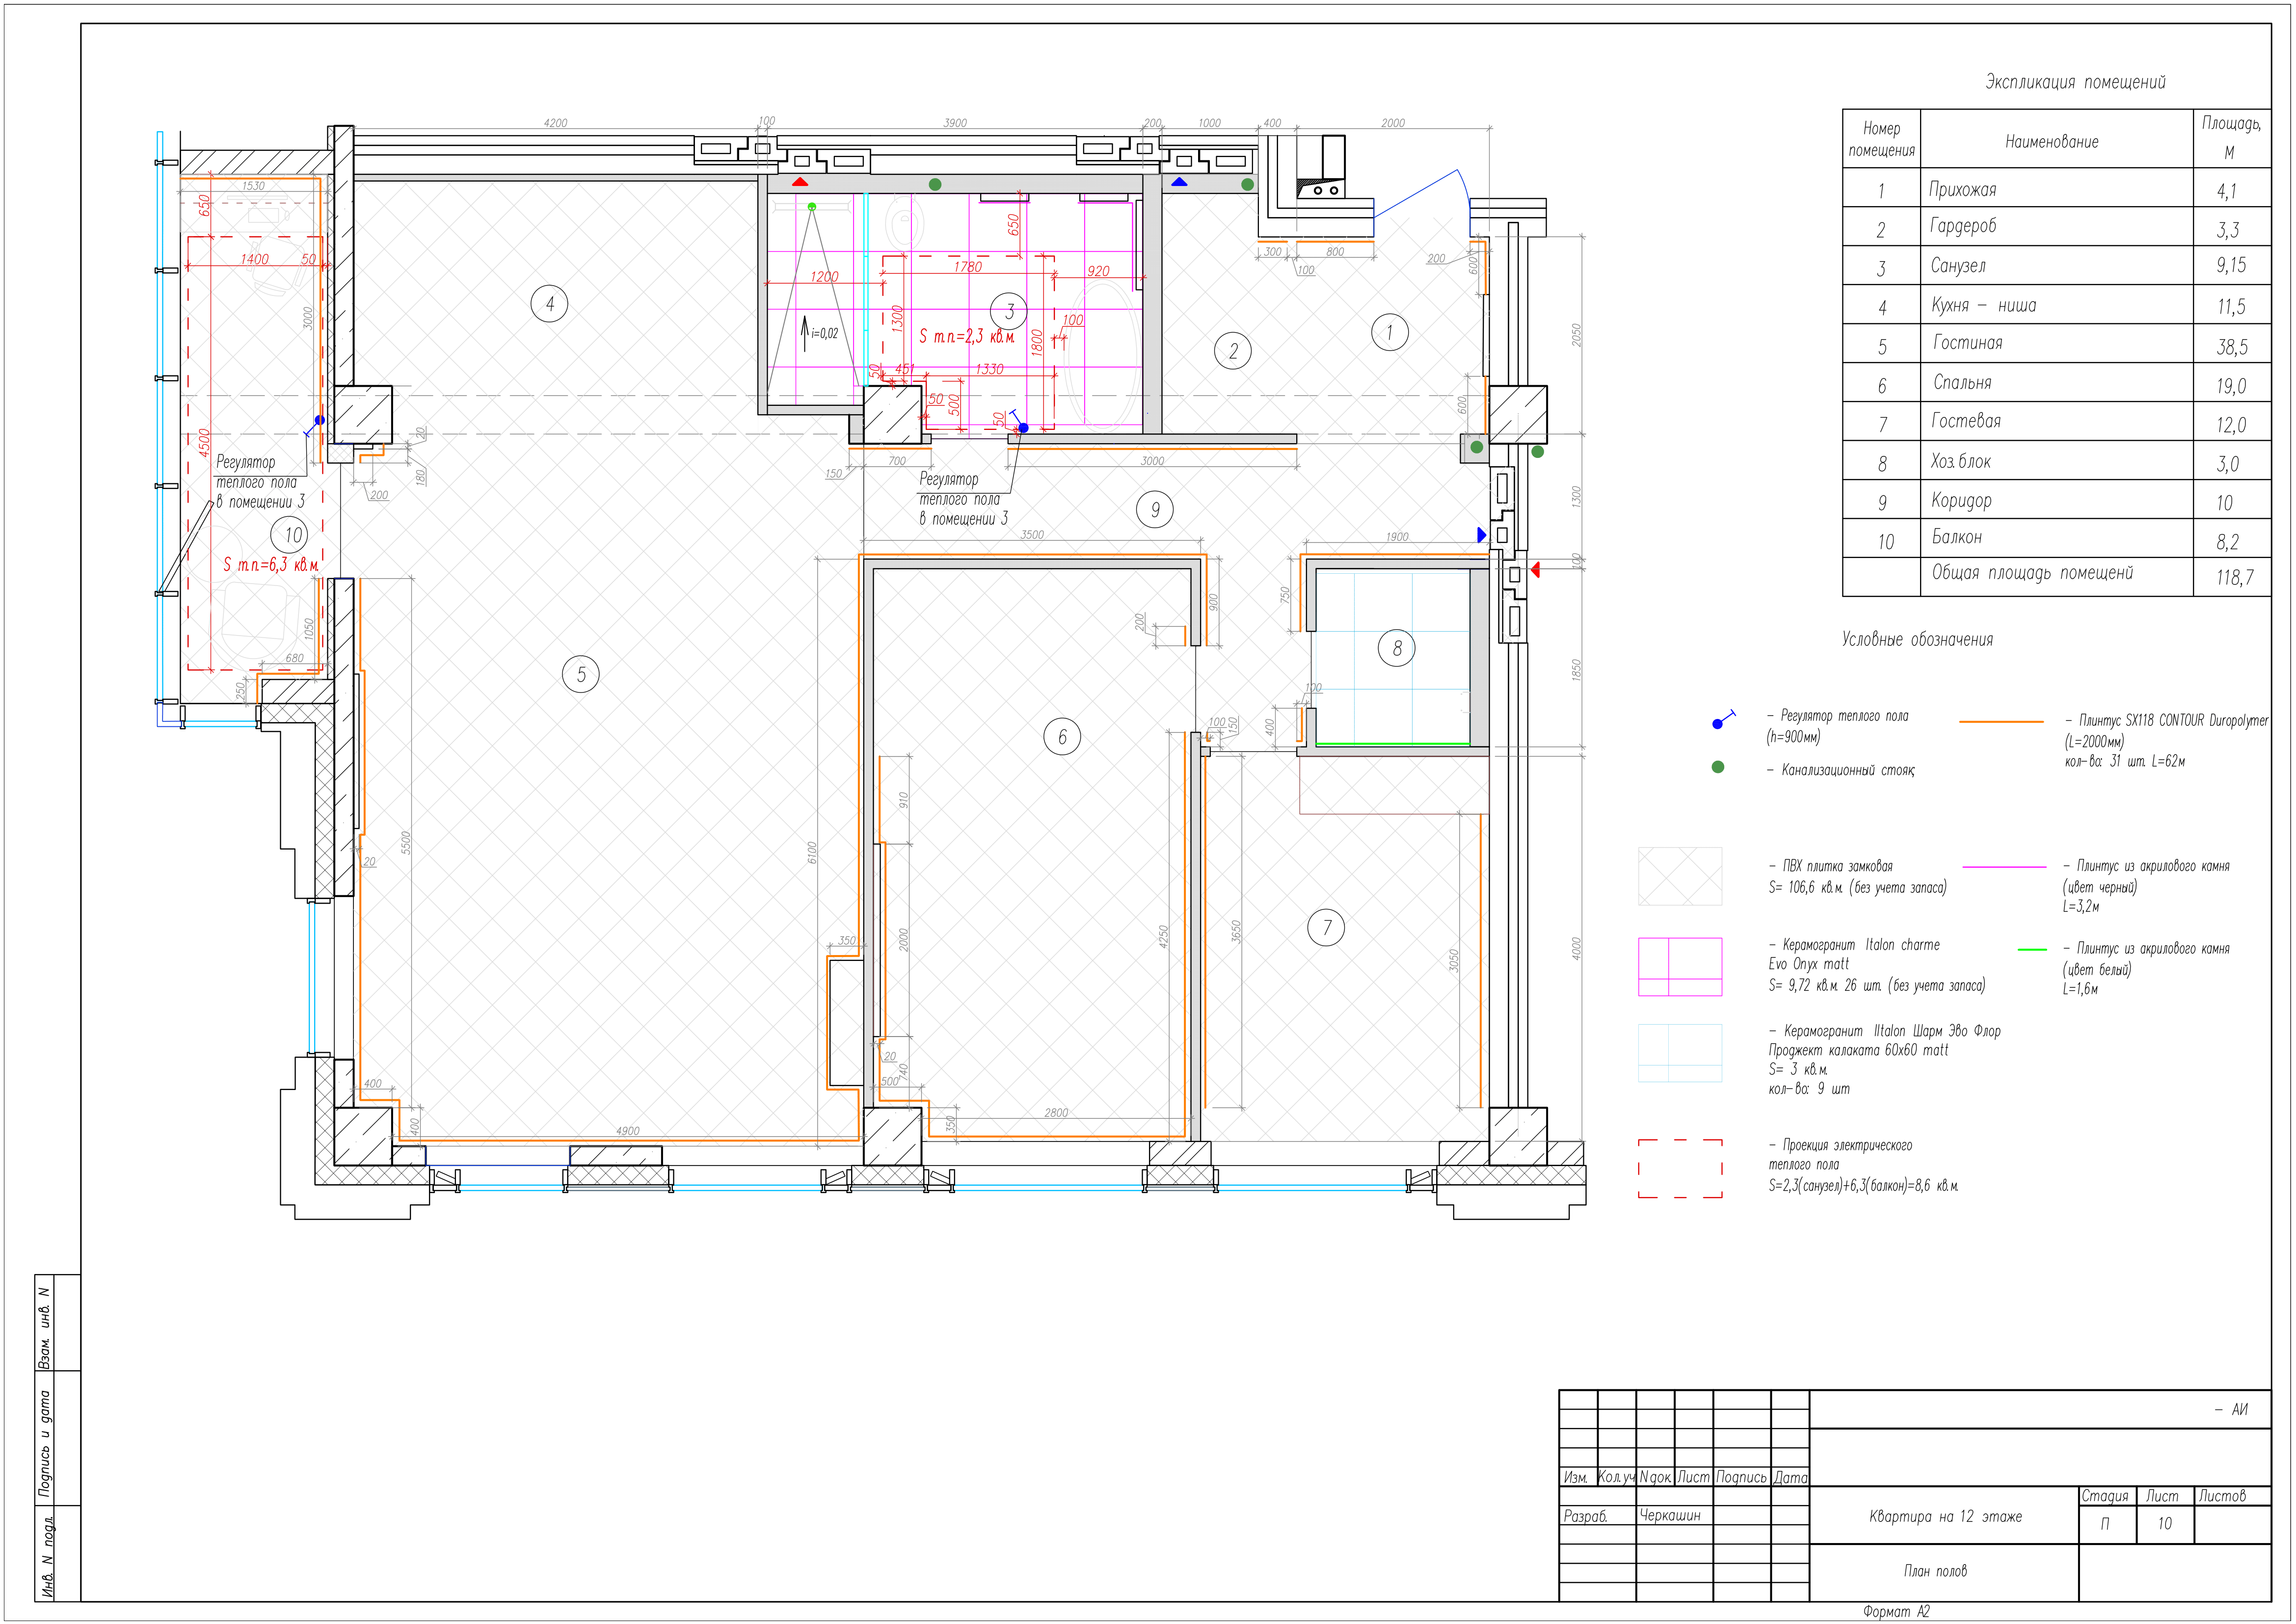 Экспликация помещений
Номер помещения
Наименование
Площадь, М
1 Прихожая 4,1
2 Гардероб 3,3
3 Санузел 9,15
4 Кухня - ниша 11,5
5 Гостиная 38,5
6 Спальня 19,0
7 Гостевая 12,0
8 Хоз.блок 3,0
9 Коридор 10
10 Балкон 8,2
Общая площадь помещенй 118,7
Условные обозначения
- Регулятор теплого пола
(h=900мм)
- Канализационный стояк;
- Плинтус SX118 CONTOUR Duropolymer
(L=2000мм)
кол-во: 31 шт. L=62м
- ПВХ плитка замковая
S= 106,6 кв.м. (без учета запаса)
- Плинтус из акрилового камня
(цвет черный)
L=3,2м
- Керамогранит Italon charme
Evo Onyx matt
S= 9,72 кв.м. 26 шт. (без учета запаса)
- Плинтус из акрилового камня
(цвет белый)
L=1,6м
- Керамогранит IItalon Шарм Эво Флор
Проджект калаката 60х60 matt
S= 3 кв.м.
кол-во: 9 шт
- Проекция электрического
теплого пола
S=2,3(санузел)+6,3(балкон)=8,6 кв.м.
4200 100 3900 200 1000 400 2000
1530
650
1400 50
3000
4500
4
1200
1780
920
650
3
1300
S т.п.=2,3 кв.м.
1800
100
i=0,02
50
451
1330
50
500
50
2
1
300
100
800
200
600
600
2050
20
180
200
150
700
3000
Регулятор
теплого пола
в помещении 3
Регулятор
теплого пола
в помещении 3
9
1300
10
S т.п.=6,3 кв.м.
3500
1900
100
1050
680
250
5
5500
20
6100
350
400
400
4900
6
200
900
910
2000
20
740
500
350
2800
4250
750
8
100
100
150
400
1850
7
3650
3050
4000
Взам. инв. N
Подпись и дата
Инв. N подл.
- АИ
Изм. Кол.уч N док. Лист Подпись Дата
Разраб. Черкашин
Квартира на 12 этаже
Стадия Лист Листов
П 10
План полов
Формат А2